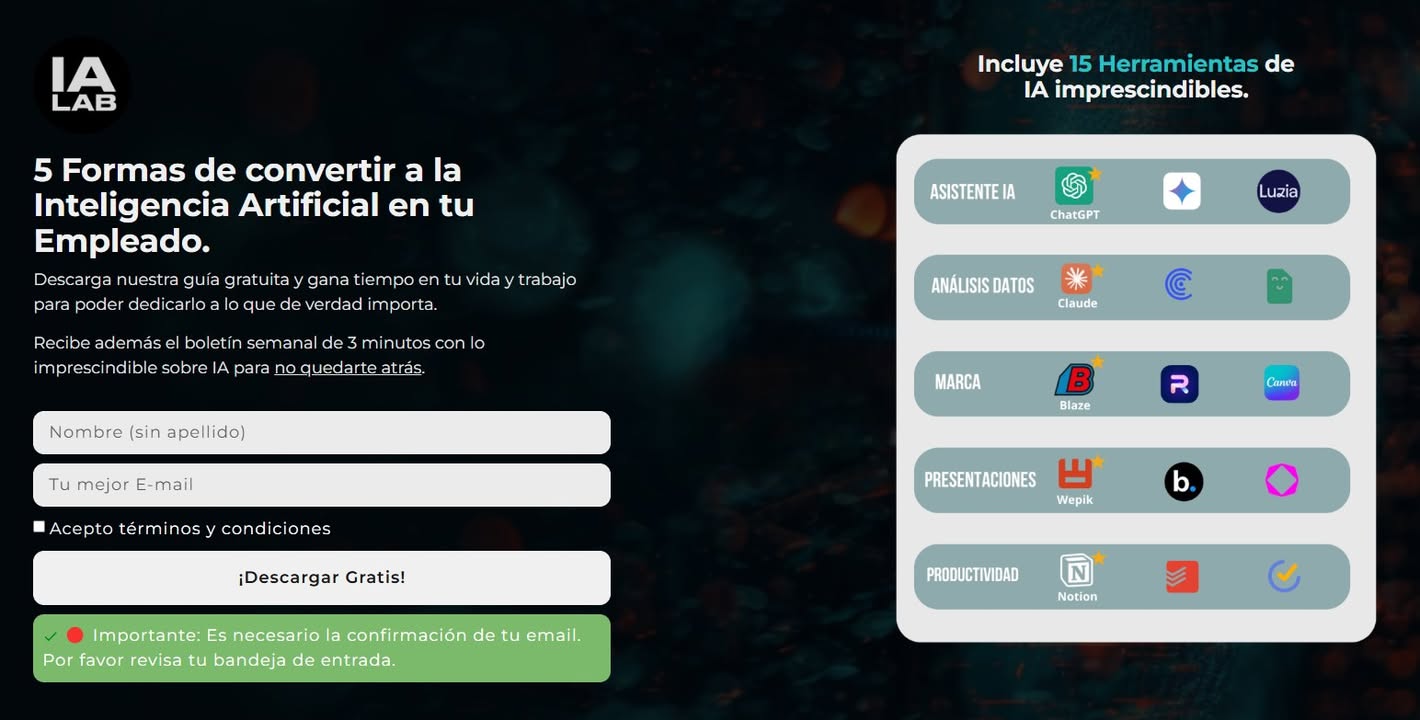 IA
LAB
5 Formas de convertir a la
Inteligencia Artificial en tu
Empleado.
Descarga nuestra guía gratuita y gana tiempo en tu vida y trabajo
para poder dedicarlo a lo que de verdad importa.
Recibe además el boletín semanal de 3 minutos con lo
imprescindible sobre IA para no quedarte atrás.
Nombre (sin apellido)
Tu mejor E-mail
Acepto términos y condiciones
¡Descargar Gratis!
Importante: Es necesario la confirmación de tu email.
Por favor revisa tu bandeja de entrada.
Incluye 15 Herramientas de
IA imprescindibles.
ASISTENTE IA
ChatGPT
Luzia
ANÁLISIS DATOS
Claude
MARCA
B
Blaze
R
Canva
PRESENTACIONES
Wepik
b.
PRODUCTIVIDAD
N
Notion